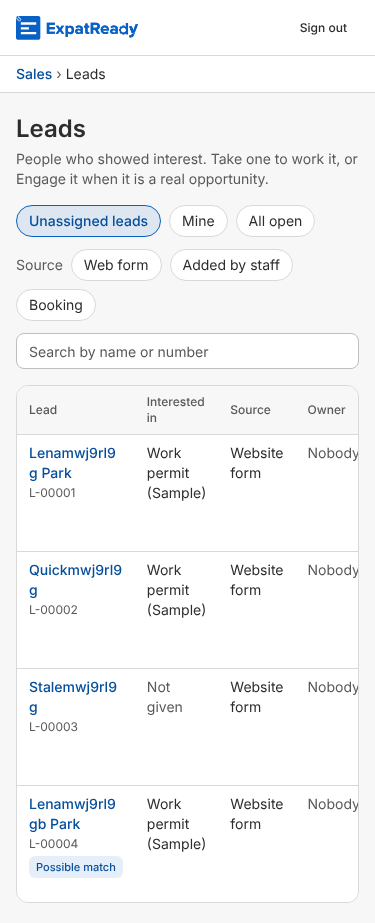 ExpatReady
Sign out
Sales › Leads
Leads
People who showed interest. Take one to work it, or
Engage it when it is a real opportunity.
Unassigned leads
Mine
All open
Source
Web form
Added by staff
Booking
Search by name or number
Lead
Interested
in
Source
Owner
Lenamwj9rl9
g Park
L-00001
Work
permit
(Sample)
Website
form
Nobody
Quickmwj9rl9
g
L-00002
Work
permit
(Sample)
Website
form
Nobody
Stalemwj9rl9
g
L-00003
Not
given
Website
form
Nobody
Lenamwj9rl9
gb Park
L-00004
Possible match
Work
permit
(Sample)
Website
form
Nobody